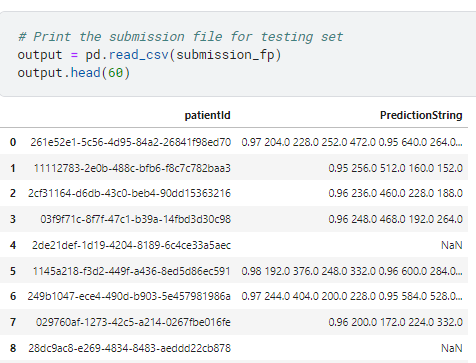 # Print the submission file for testing set
output = pd.read_csv(submission_fp)
output.head(60)
patientId PredictionString
0 261e52e1-5c56-4d95-84a2-26841f98ed70 0.97 204.0 228.0 252.0 472.0 0.95 640.0 264.0...
1 11112783-2e0b-488c-bfb6-f8c7c782baa3 0.95 256.0 512.0 160.0 152.0
2 2cf31164-d6db-43c0-beb4-90dd15363216 0.96 236.0 460.0 228.0 188.0
3 03f9f71c-8f7f-47c1-b39a-14fbd3d30c98 0.96 248.0 468.0 192.0 264.0
4 2de21def-1d19-4204-8189-6c4ce33a5aec NaN
5 1145a218-f3d2-449f-a436-8ed5d86ec591 0.98 192.0 376.0 248.0 332.0 0.96 600.0 284.0...
6 249b1047-ece4-490d-b903-5e457981986a 0.97 244.0 404.0 200.0 228.0 0.95 584.0 528.0...
7 029760af-1273-42c5-a214-0267fbe016fe 0.96 200.0 172.0 224.0 332.0
8 28dc9ac8-e269-4834-8483-aeddd22cb878 NaN